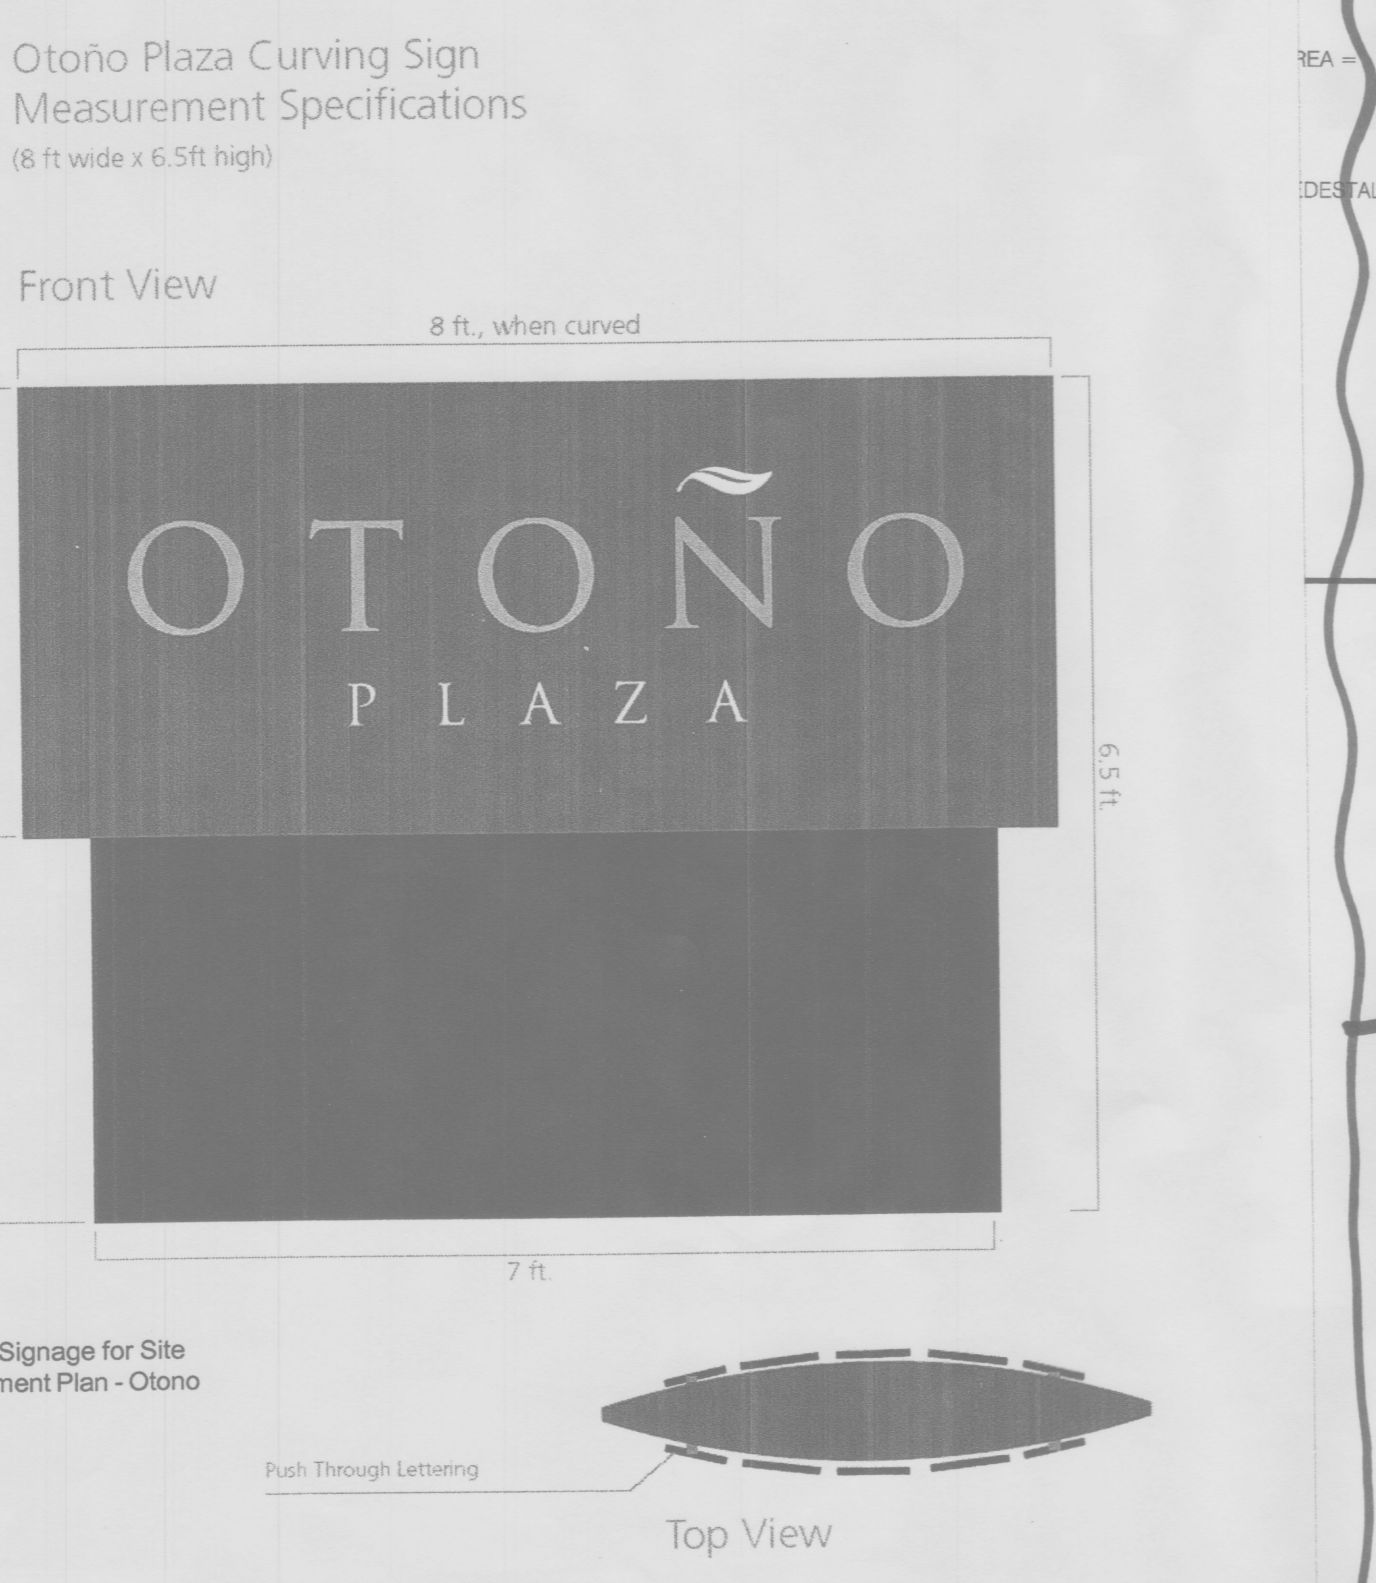 Otoño Plaza Curving Sign
Measurement Specifications
(8 ft wide x 6.5ft high)
REA =
EDESTAL
Front View
8 ft., when curved
OTOÑO
PLAZA
6.5 ft.
7 ft.
Signage for Site
ment Plan - Otono
Push Through Lettering
Top View